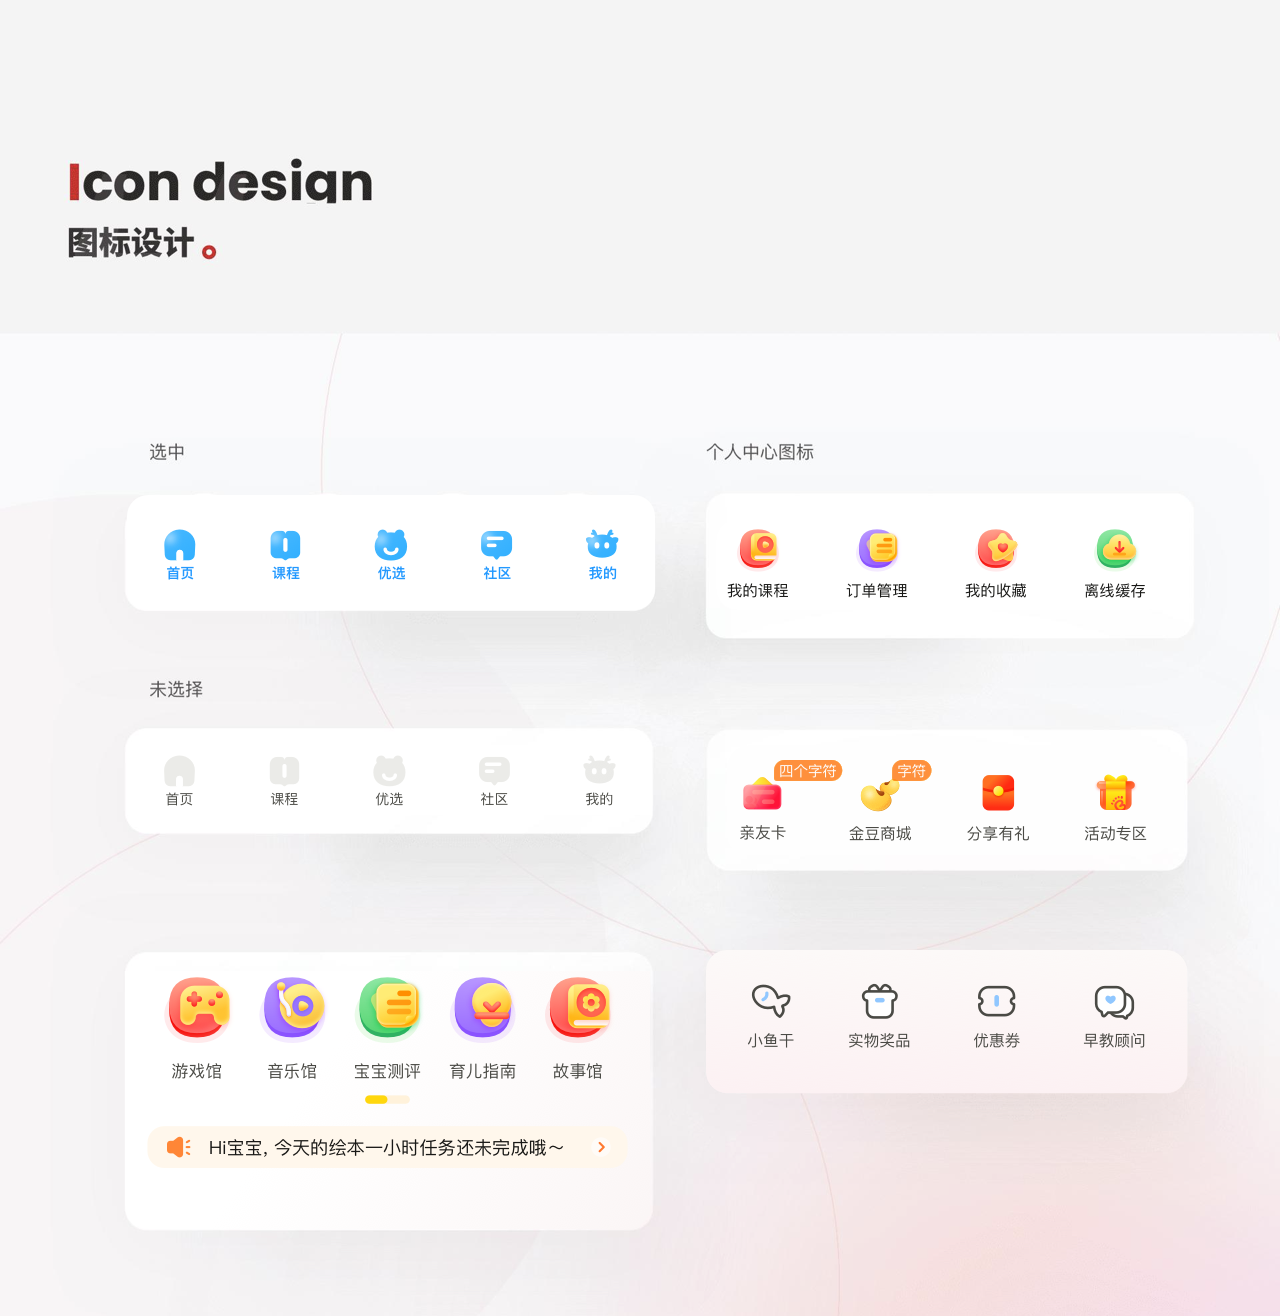 Icon design
图标设计。
选中
首页 课程 优选 社区 我的
未选择
首页 课程 优选 社区 我的
游戏馆 音乐馆 宝宝测评 育儿指南 故事馆
Hi宝宝, 今天的绘本一小时任务还未完成哦～
个人中心图标
我的课程 订单管理 我的收藏 离线缓存
四个字符 字符
亲友卡 金豆商城 分享有礼 活动专区
小鱼干 实物奖品 优惠券 早教顾问